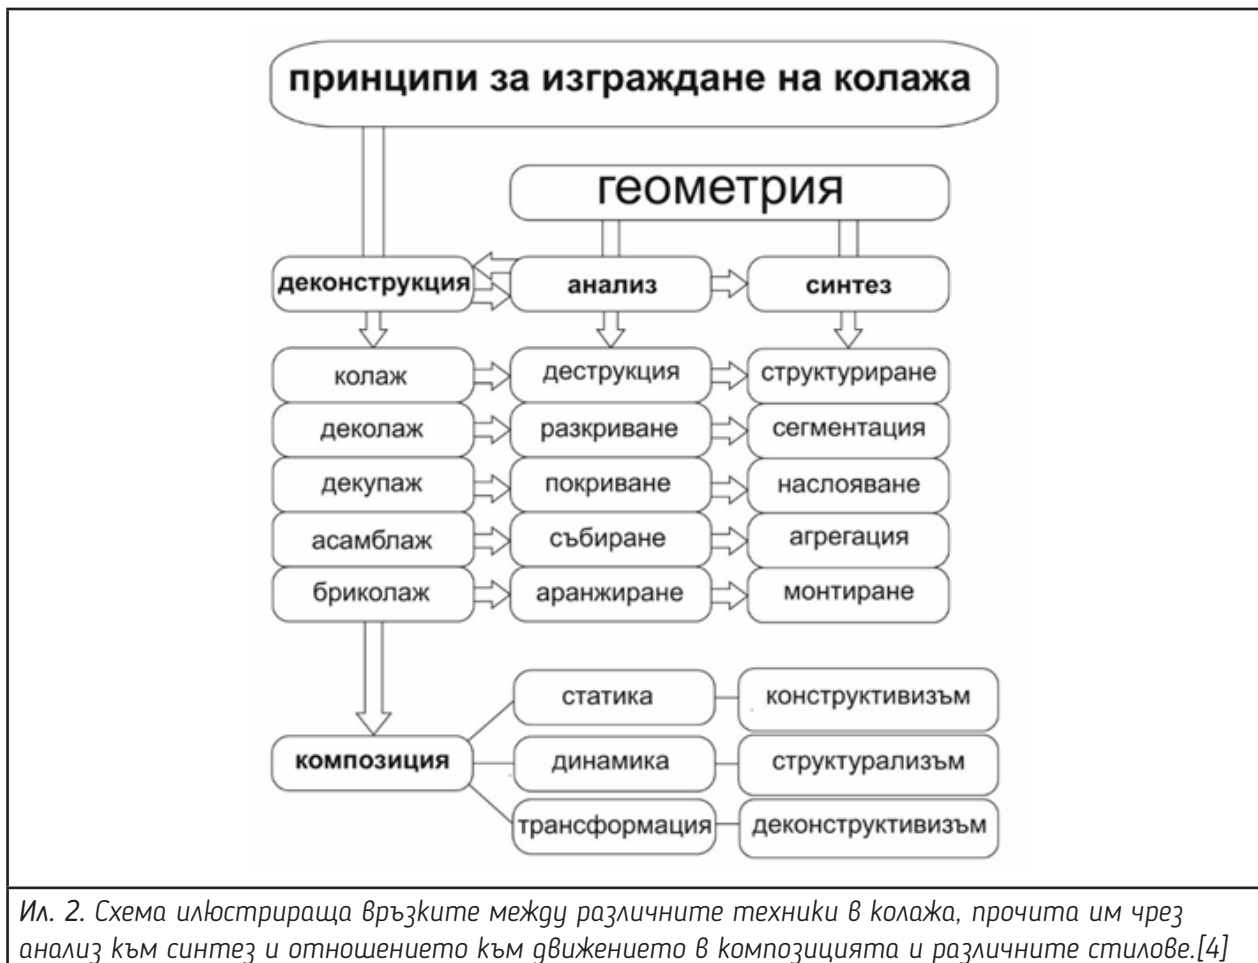 принципи за изграждане на колажа
геометрия
деконструкция анализ синтез
колаж деструкция структуриране
деколаж разкриване сегментация
декупаж покриване наслояване
асамблаж събиране агрегация
бриколаж аранжиране монтиране
статика конструктивизъм
композиция динамика структурализъм
трансформация деконструктивизъм
Ил. 2. Схема илюстрираща връзките между различните техники в колажа, прочита им чрез
анализ към синтез и отношението към движението в композицията и различните стилове.[4]